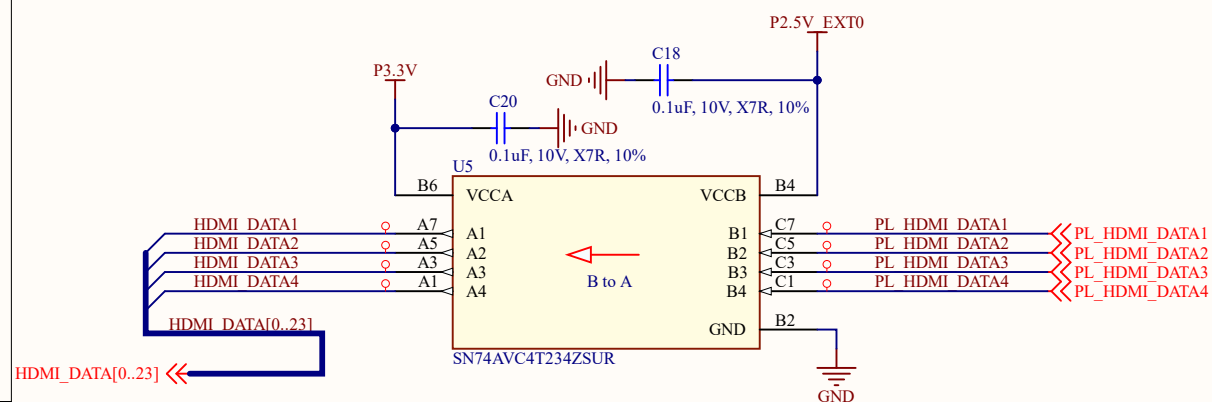 P2.5V_EXT0
C18
GND
0.1uF, 10V, X7R, 10%
P3.3V
C20
GND
0.1uF, 10V, X7R, 10%
U5
B6 VCCA VCCB B4
HDMI_DATA1 A7 A1 B1 C7 PL_HDMI_DATA1 PL_HDMI_DATA1
HDMI_DATA2 A5 A2 B2 C5 PL_HDMI_DATA2 PL_HDMI_DATA2
HDMI_DATA3 A3 A3 B3 C3 PL_HDMI_DATA3 PL_HDMI_DATA3
HDMI_DATA4 A1 A4 B4 C1 PL_HDMI_DATA4 PL_HDMI_DATA4
B to A
HDMI_DATA[0..23] GND B2
SN74AVC4T234ZSUR
HDMI_DATA[0..23]
GND